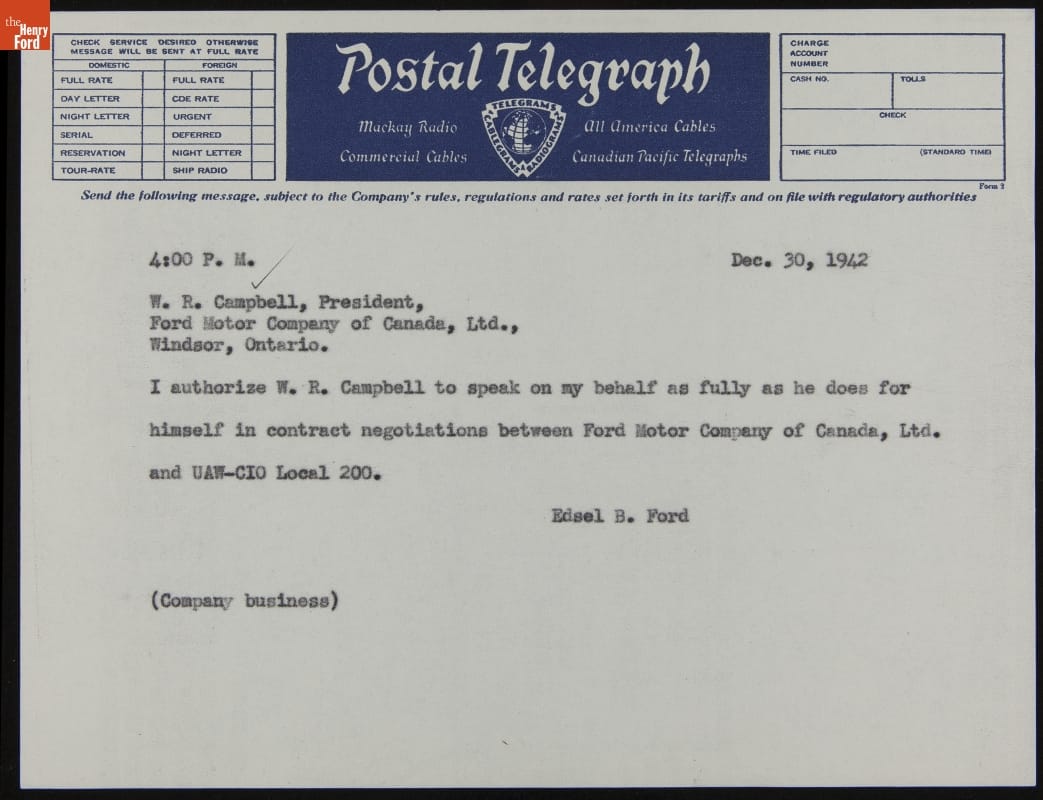 the
Henry
Ford
CHECK SERVICE DESIRED OTHERWISE
MESSAGE WILL BE SENT AT FULL RATE
DOMESTIC FOREIGN
FULL RATE FULL RATE
DAY LETTER CDE RATE
NIGHT LETTER URGENT
SERIAL DEFERRED
RESERVATION NIGHT LETTER
TOUR-RATE SHIP RADIO
Postal Telegraph
Mackay Radio
Commercial Cables
TELEGRAMS
CABLEGRAMS
RADIOGRAMS
All America Cables
Canadian Pacific Telegraphs
CHARGE
ACCOUNT
NUMBER
CASH NO. TOLLS
CHECK
TIME FILED (STANDARD TIME)
Form 2
Send the following message, subject to the Company's rules, regulations and rates set forth in its tariffs and on file with regulatory authorities
4:00 P. M. Dec. 30, 1942
W. R. Campbell, President,
Ford Motor Company of Canada, Ltd.,
Windsor, Ontario.
I authorize W. R. Campbell to speak on my behalf as fully as he does for
himself in contract negotiations between Ford Motor Company of Canada, Ltd.
and UAW-CIO Local 200.
Edsel B. Ford
(Company business)